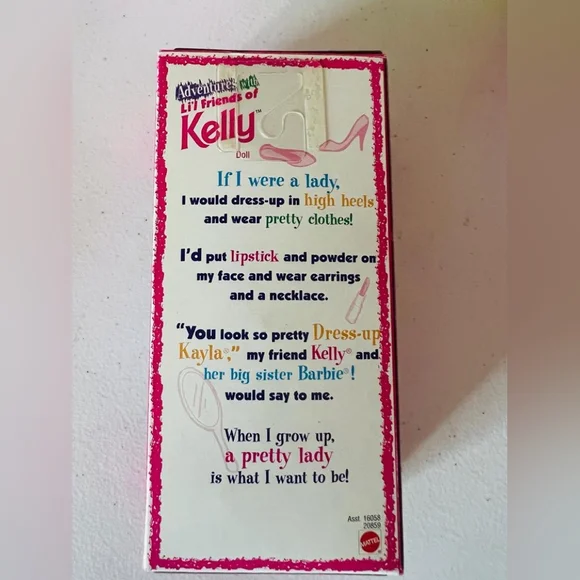 Adventures with
Li'l Friends of
Kelly™
Doll
If I were a lady,
I would dress-up in high heels
and wear pretty clothes!
I'd put lipstick and powder on
my face and wear earrings
and a necklace.
"You look so pretty Dress-up
Kayla®," my friend Kelly® and
her big sister Barbie®!
would say to me.
When I grow up,
a pretty lady
is what I want to be!
Asst. 16058
20859
MATTEL